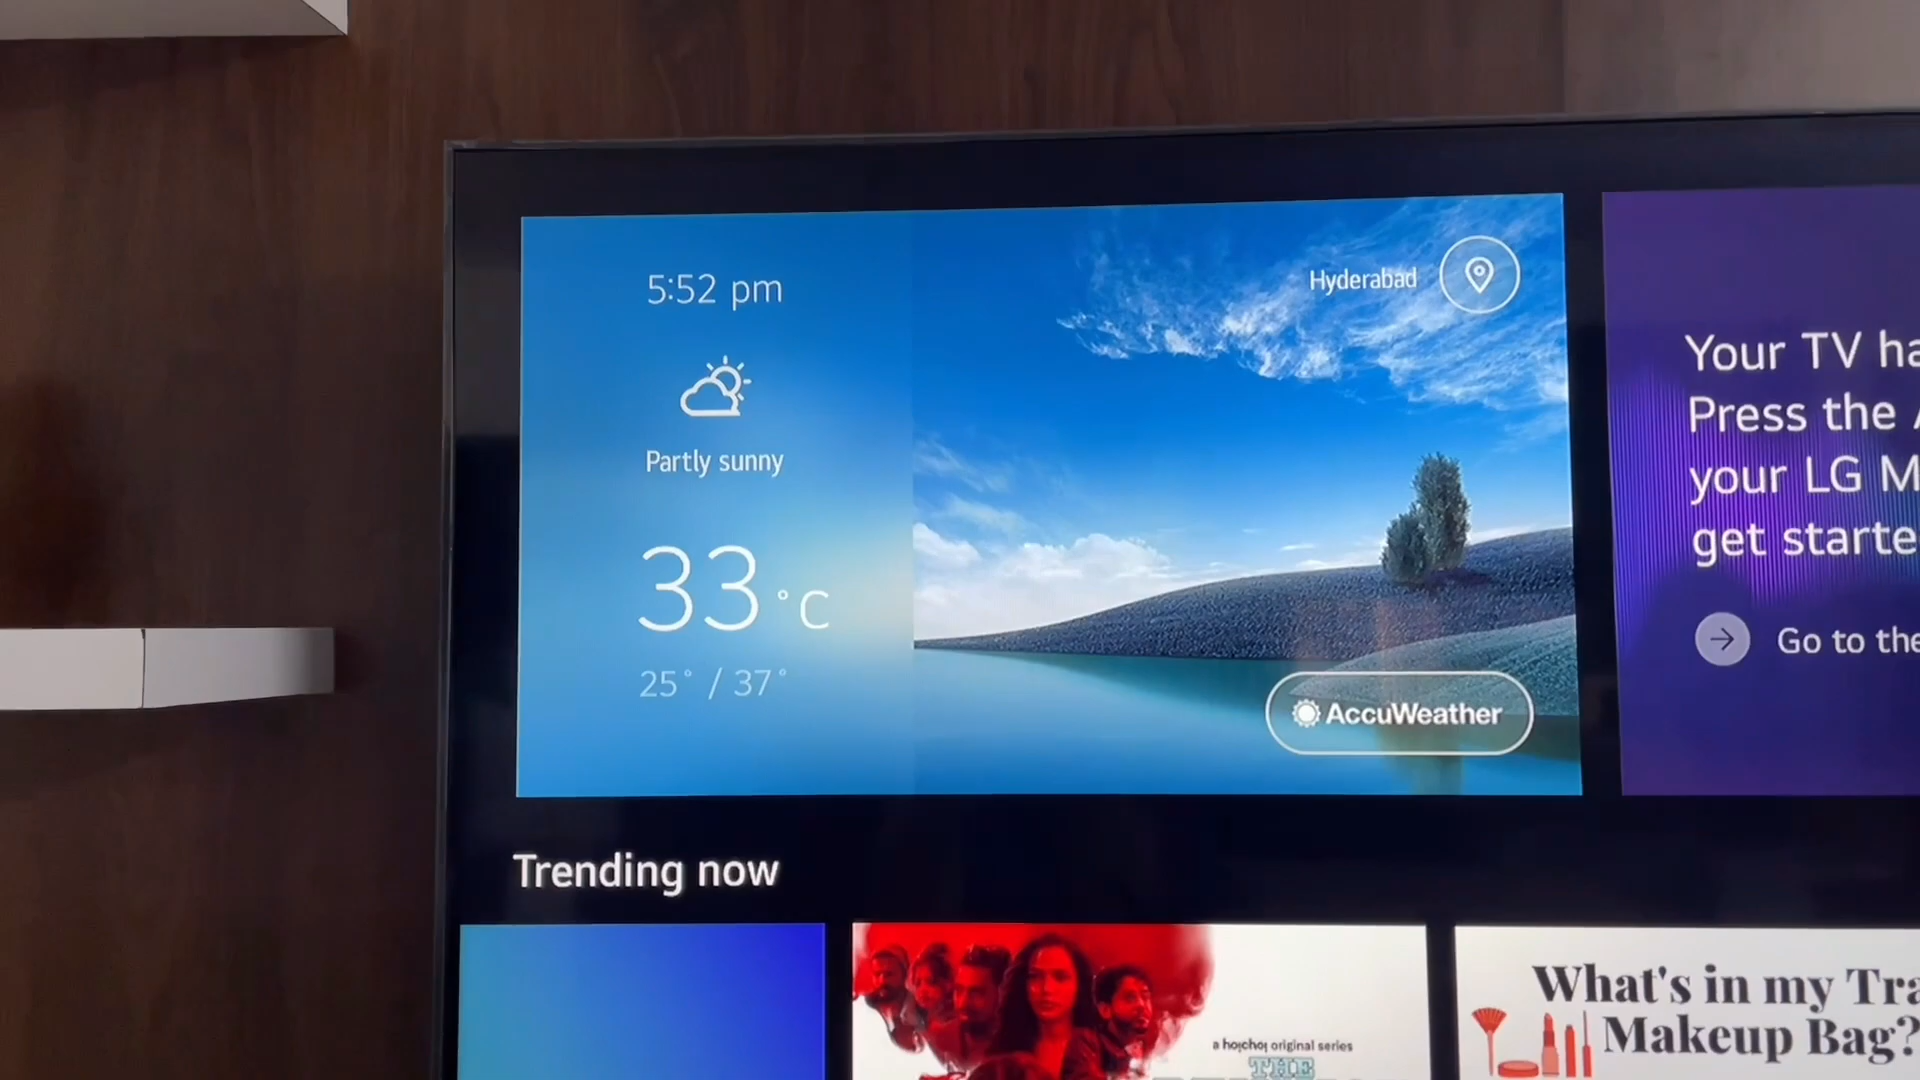 5:52 pm
Hyderabad
Partly sunny
33°C
25° / 37°
AccuWeather
Your TV ha
Press the
your LG M
get starte
Go to the
Trending now
a hoichoi original series
THE
What's in my Tra
Makeup Bag?